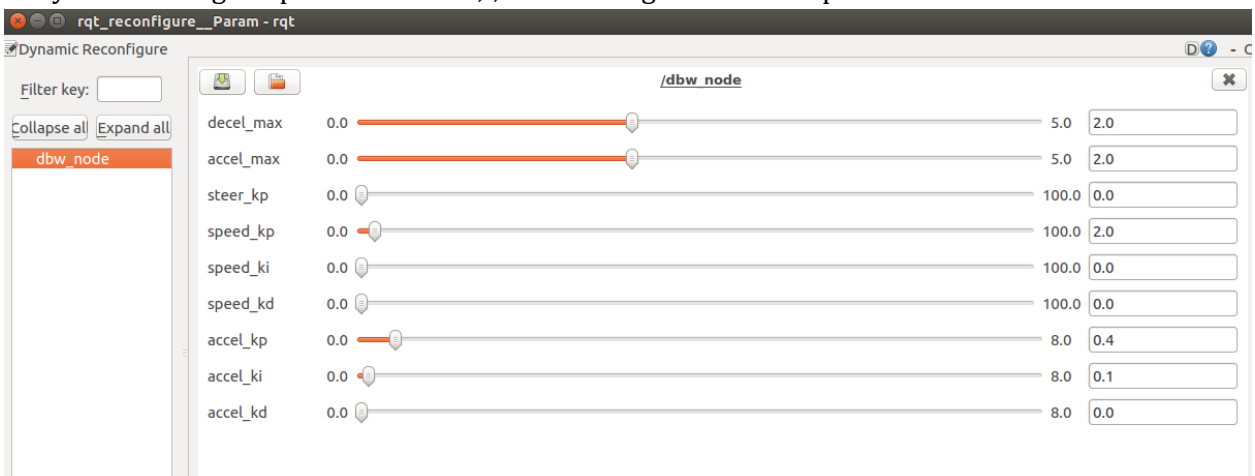 rqt_reconfigure__Param - rqt
Dynamic Reconfigure
D ? - C
Filter key:
/dbw_node
Collapse all Expand all
dbw_node
decel_max 0.0 5.0 2.0
accel_max 0.0 5.0 2.0
steer_kp 0.0 100.0 0.0
speed_kp 0.0 100.0 2.0
speed_ki 0.0 100.0 0.0
speed_kd 0.0 100.0 0.0
accel_kp 0.0 8.0 0.4
accel_ki 0.0 8.0 0.1
accel_kd 0.0 8.0 0.0